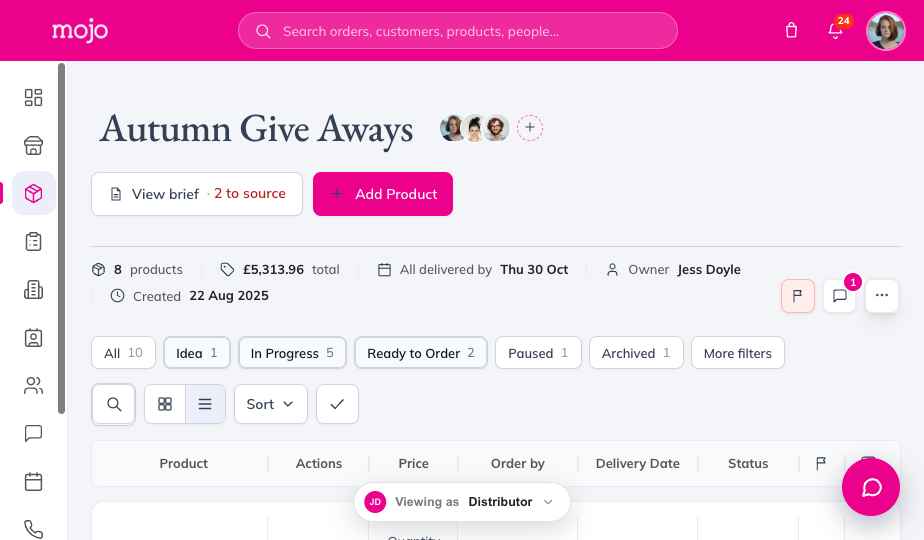 mojo
Search orders, customers, products, people...
24
Autumn Give Aways
View brief · 2 to source
Add Product
8 products
£5,313.96 total
All delivered by Thu 30 Oct
Owner Jess Doyle
Created 22 Aug 2025
1
All 10
Idea 1
In Progress 5
Ready to Order 2
Paused 1
Archived 1
More filters
Sort
Product Actions Price Order by Delivery Date Status
JD Viewing as Distributor
Quantity